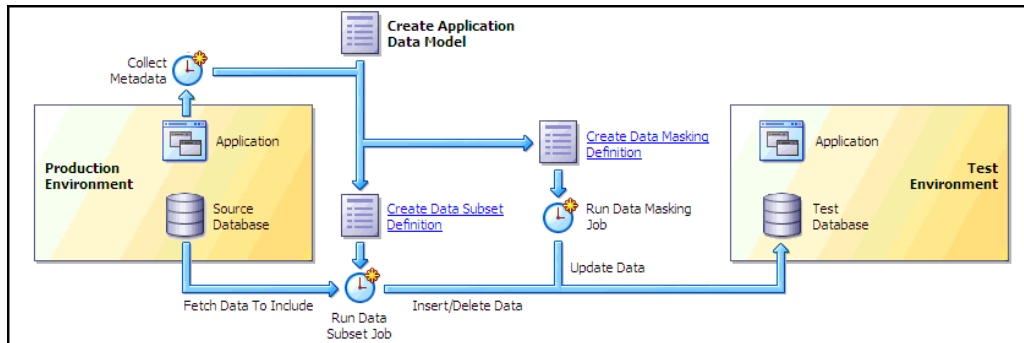 Create Application
Data Model
Collect
Metadata
Application
Production
Environment
Source
Database
Create Data Subset
Definition
Create Data Masking
Definition
Run Data Masking
Job
Application
Test
Environment
Test
Database
Update Data
Fetch Data To Include
Insert/Delete Data
Run Data
Subset Job